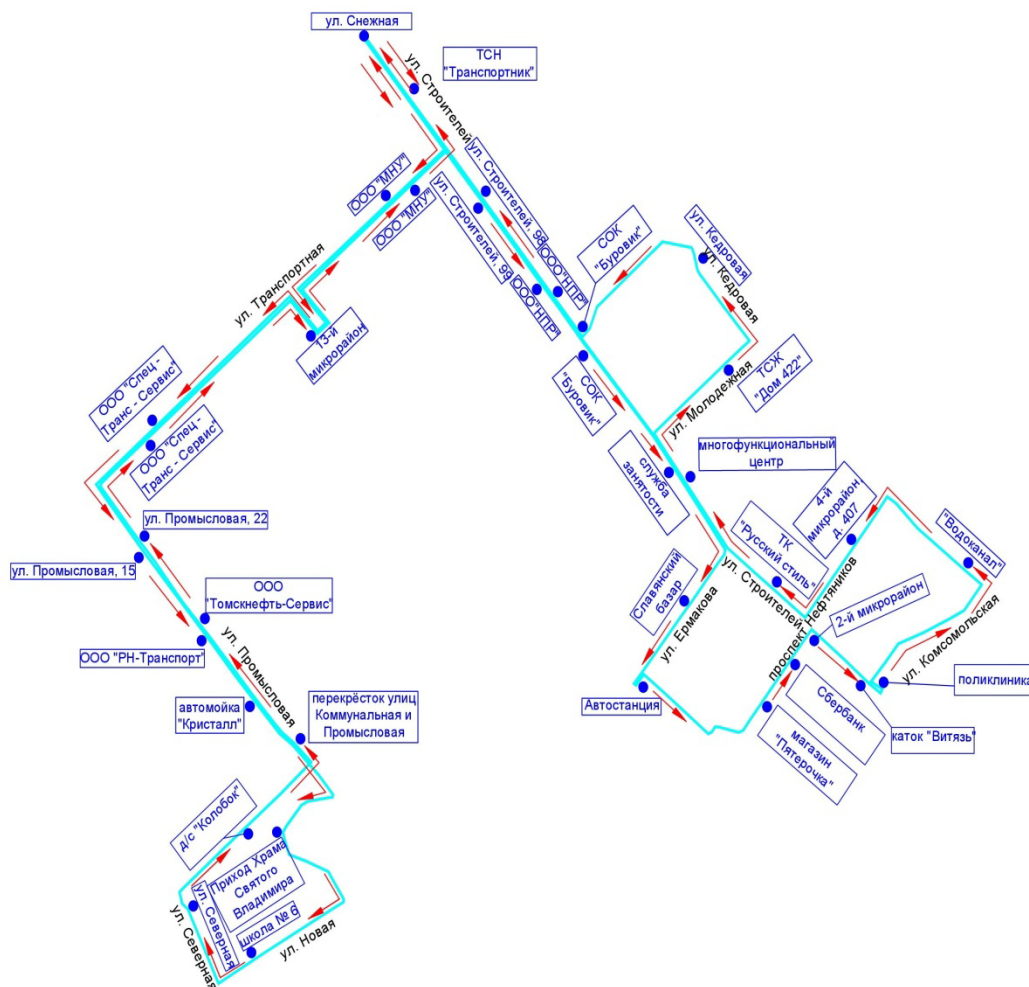 ул. Снежная
ТСН
"Транспортник"
ул. Строителей
ул. Строителей, 98
ООО "МНУ"
ООО "МНУ"
ул. Строителей, 99
СОК
"Буровик"
ул. Кедровая
ул. Кедровая
ООО"НПР"
ООО"НПР"
ул. Транспортная
13-й
микрорайон
СОК
"Буровик"
ТСЖ
"Дом 422"
ул. Молодежная
ООО "Спец -
Транс - Сервис"
ООО "Спец -
Транс - Сервис"
многофункциональный
центр
служба
занятости
4-й
микрорайон
д. 407
"Водоканал"
ТК
"Русский стиль"
ул. Промысловая, 22
ул. Промысловая, 15
Славянский
базар
ул. Строителей
ул. Ермакова
проспект Нефтяников
2-й микрорайон
ул. Комсомольская
ООО
"Томскнефть-Сервис"
ООО "РН-Транспорт"
ул. Промысловая
поликлиника
Автостанция
Сбербанк
каток "Витязь"
магазин
"Пятерочка"
автомойка
"Кристалл"
перекрёсток улиц
Коммунальная и
Промысловая
д/с "Колобок"
Приход Храма
Святого
Владимира
ул. Северная
ул. Северная
школа № 6
ул. Новая